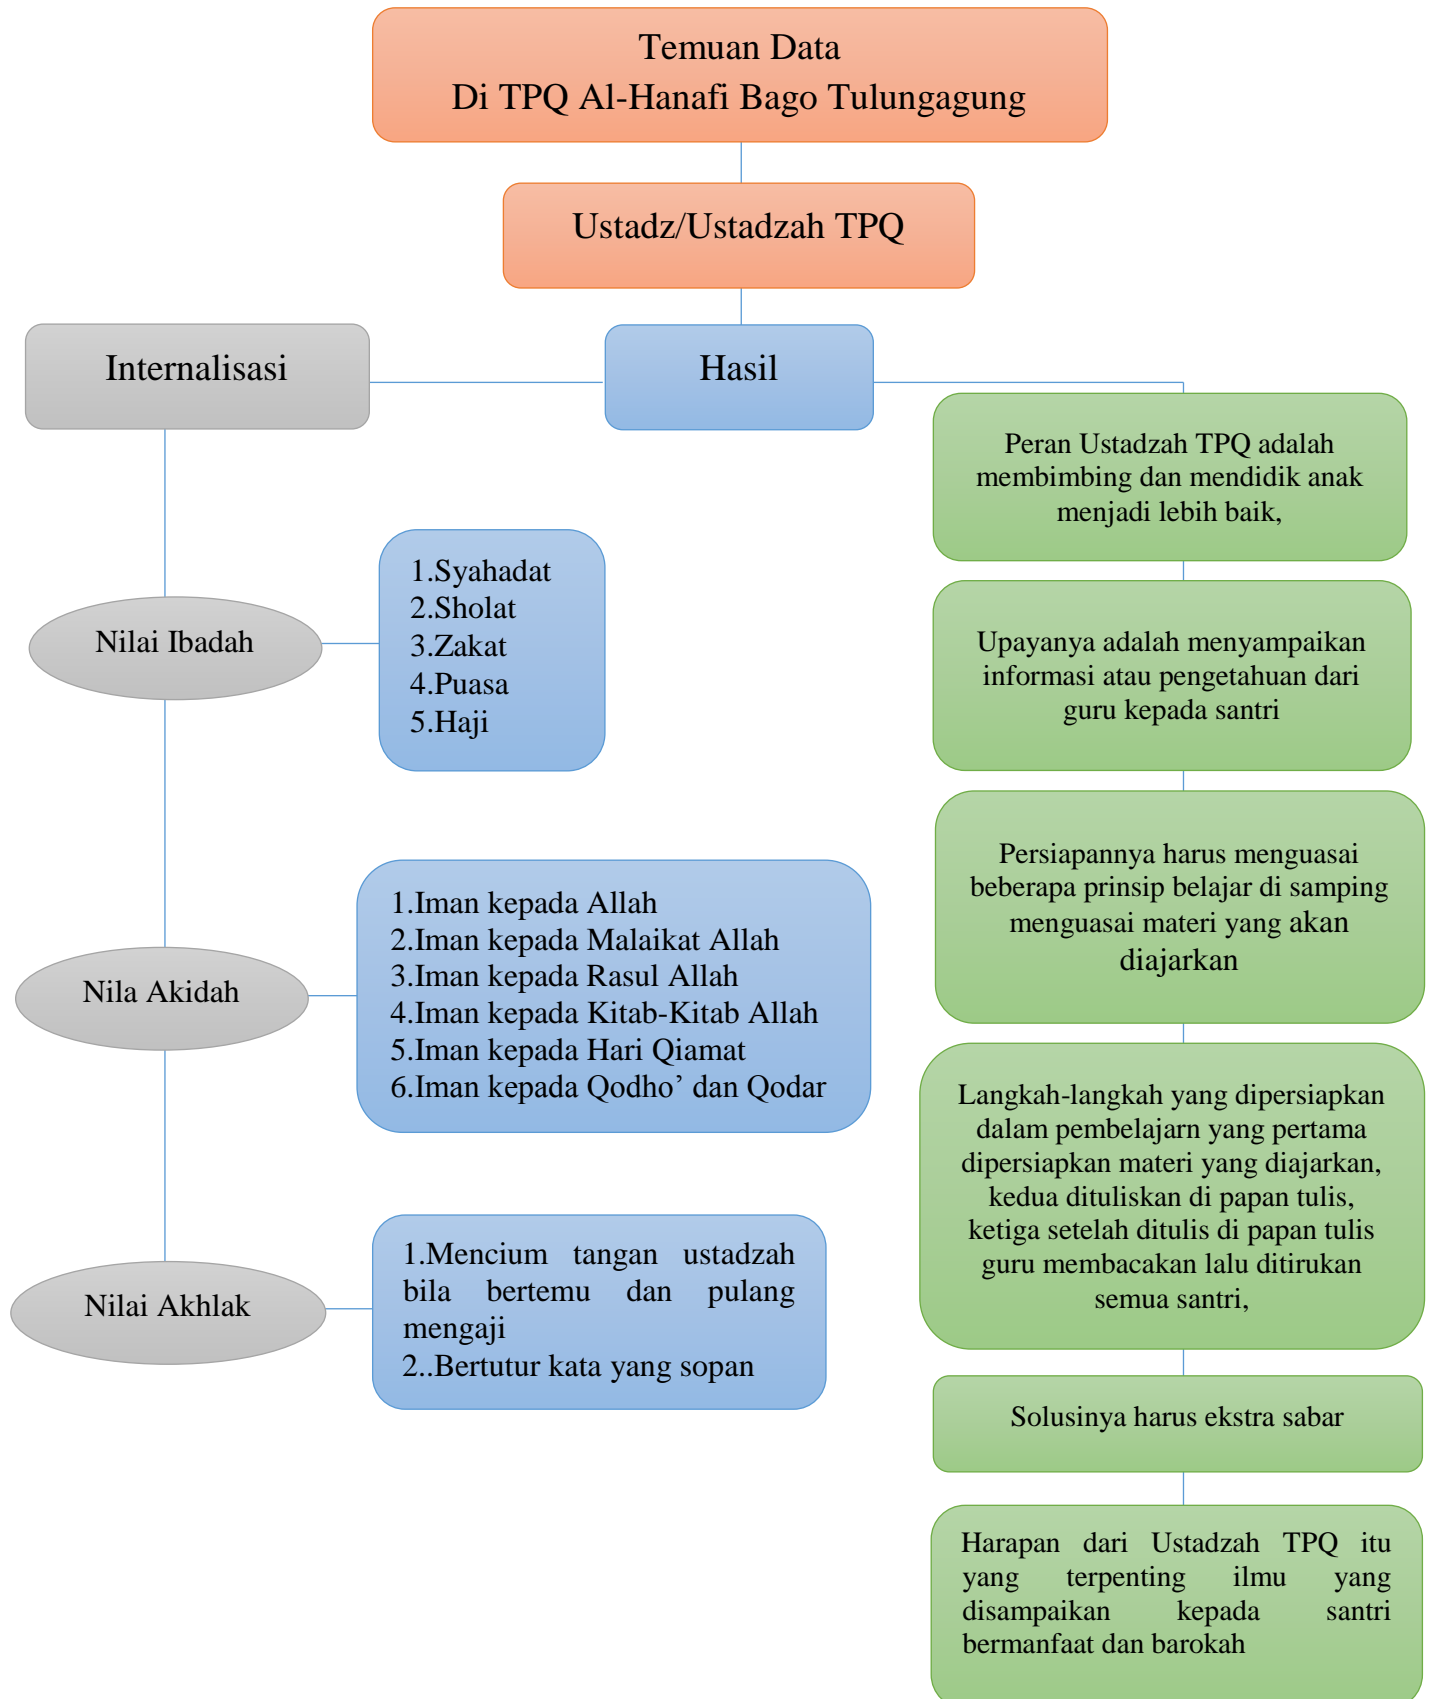 Temuan Data
Di TPQ Al-Hanafi Bago Tulungagung
Ustadz/Ustadzah TPQ
Internalisasi
Hasil
Nilai Ibadah
1.Syahadat
2.Sholat
3.Zakat
4.Puasa
5.Haji
Nila Akidah
1.Iman kepada Allah
2.Iman kepada Malaikat Allah
3.Iman kepada Rasul Allah
4.Iman kepada Kitab-Kitab Allah
5.Iman kepada Hari Qiamat
6.Iman kepada Qodho’ dan Qodar
Nilai Akhlak
1.Mencium tangan ustadzah
bila bertemu dan pulang
mengaji
2..Bertutur kata yang sopan
Peran Ustadzah TPQ adalah
membimbing dan mendidik anak
menjadi lebih baik,
Upayanya adalah menyampaikan
informasi atau pengetahuan dari
guru kepada santri
Persiapannya harus menguasai
beberapa prinsip belajar di samping
menguasai materi yang akan
diajarkan
Langkah-langkah yang dipersiapkan
dalam pembelajarn yang pertama
dipersiapkan materi yang diajarkan,
kedua dituliskan di papan tulis,
ketiga setelah ditulis di papan tulis
guru membacakan lalu ditirukan
semua santri,
Solusinya harus ekstra sabar
Harapan dari Ustadzah TPQ itu
yang terpenting ilmu yang
disampaikan kepada santri
bermanfaat dan barokah